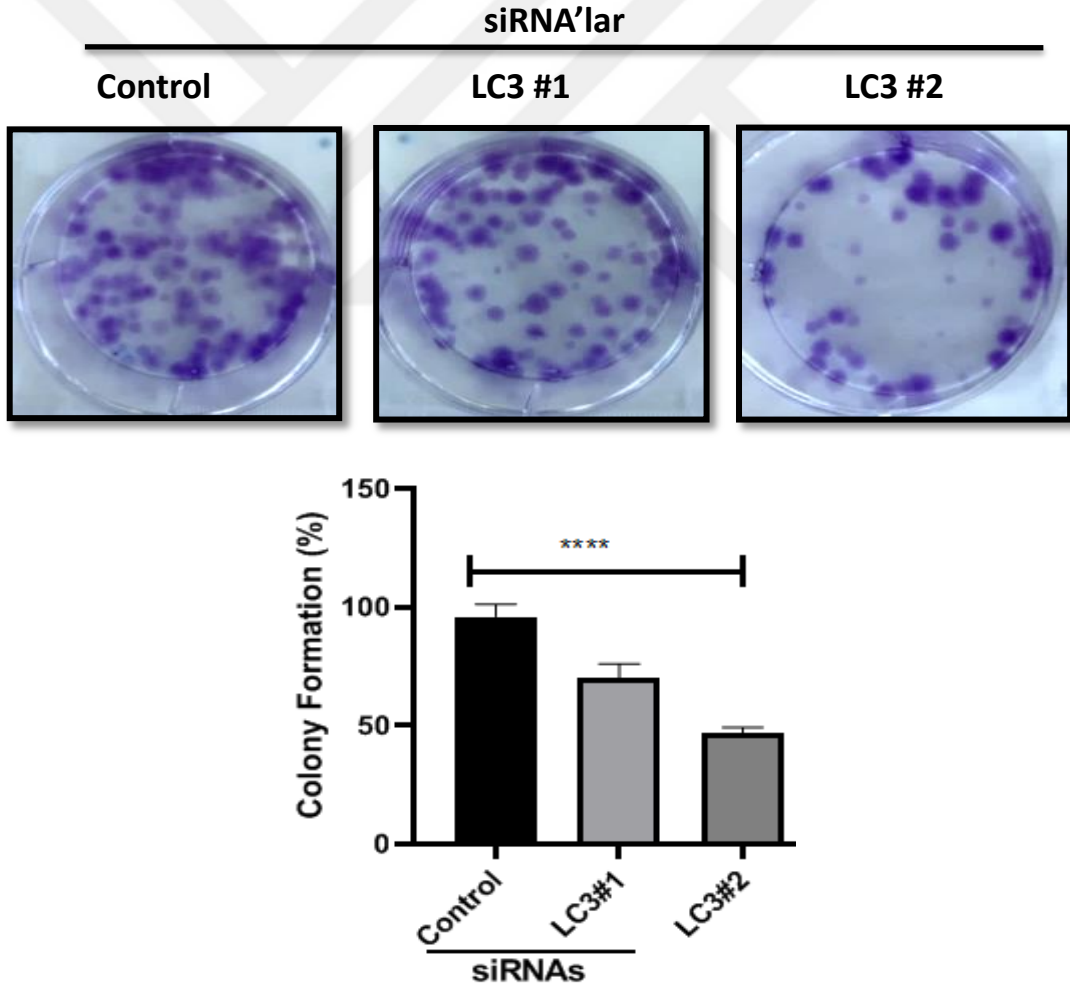 siRNA’lar
Control LC3 #1 LC3 #2
150
****
100
50
0
Colony Formation (%)
Control LC3#1 LC3#2
siRNAs